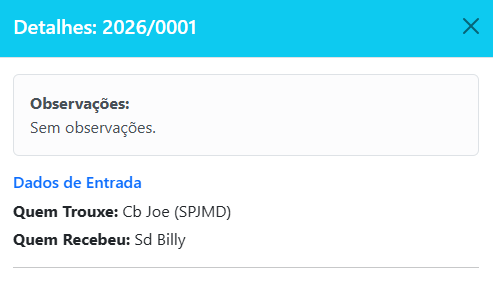 Detalhes: 2026/0001
Observações:
Sem observações.
Dados de Entrada
Quem Trouxe: Cb Joe (SPJMD)
Quem Recebeu: Sd Billy